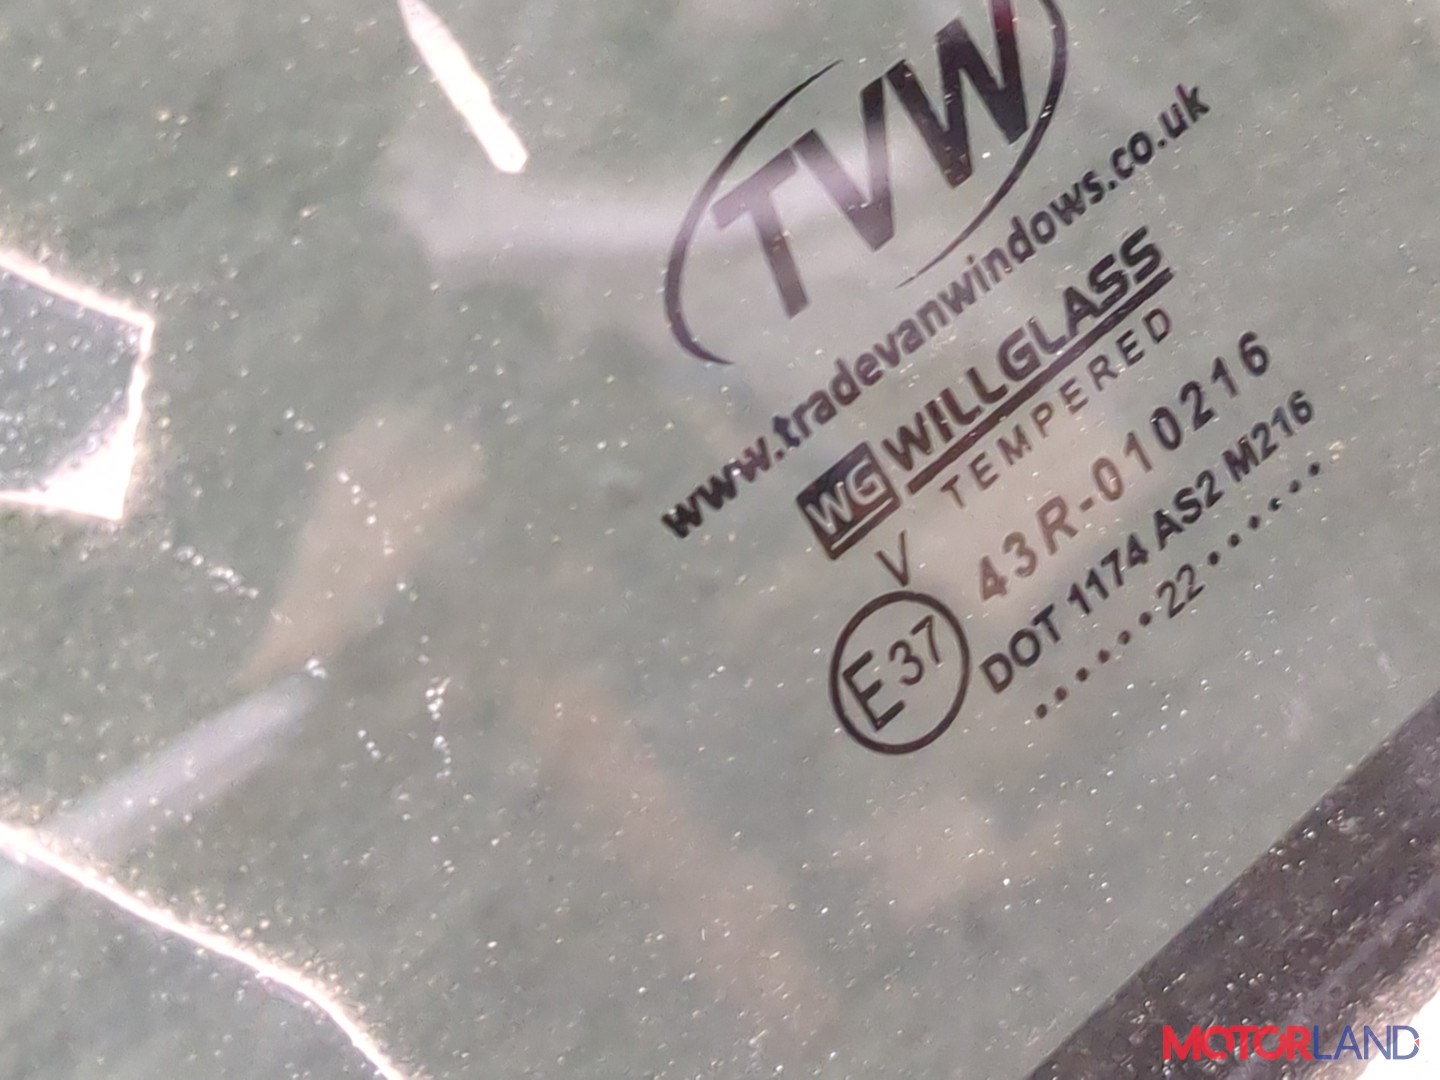 TVW
www.tradevanwindows.co.uk
WG WILLGLASS
TEMPERED
V
43R-010216
E37
DOT 1174 AS2 M216
......22......
MOTORLAND